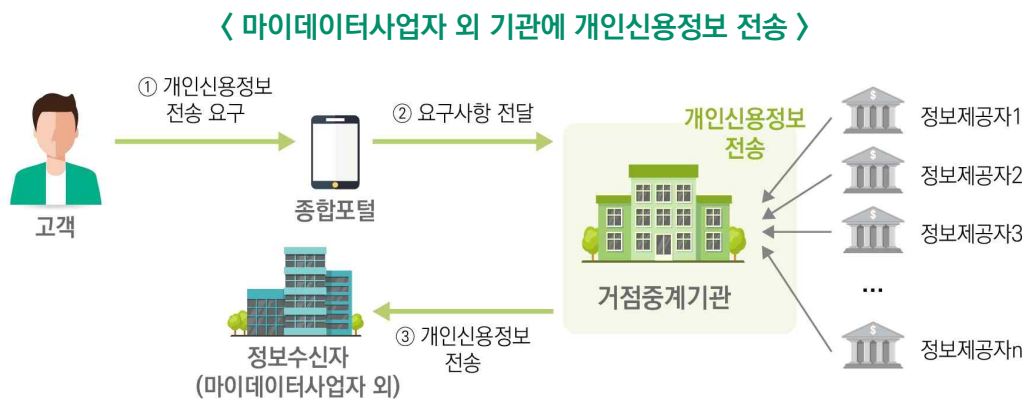 < 마이데이터사업자 외 기관에 개인신용정보 전송 >
① 개인신용정보
전송 요구
② 요구사항 전달
고객
종합포털
개인신용정보
전송
거점중계기관
정보제공자1
정보제공자2
정보제공자3
...
정보제공자n
③ 개인신용정보
전송
정보수신자
(마이데이터사업자 외)